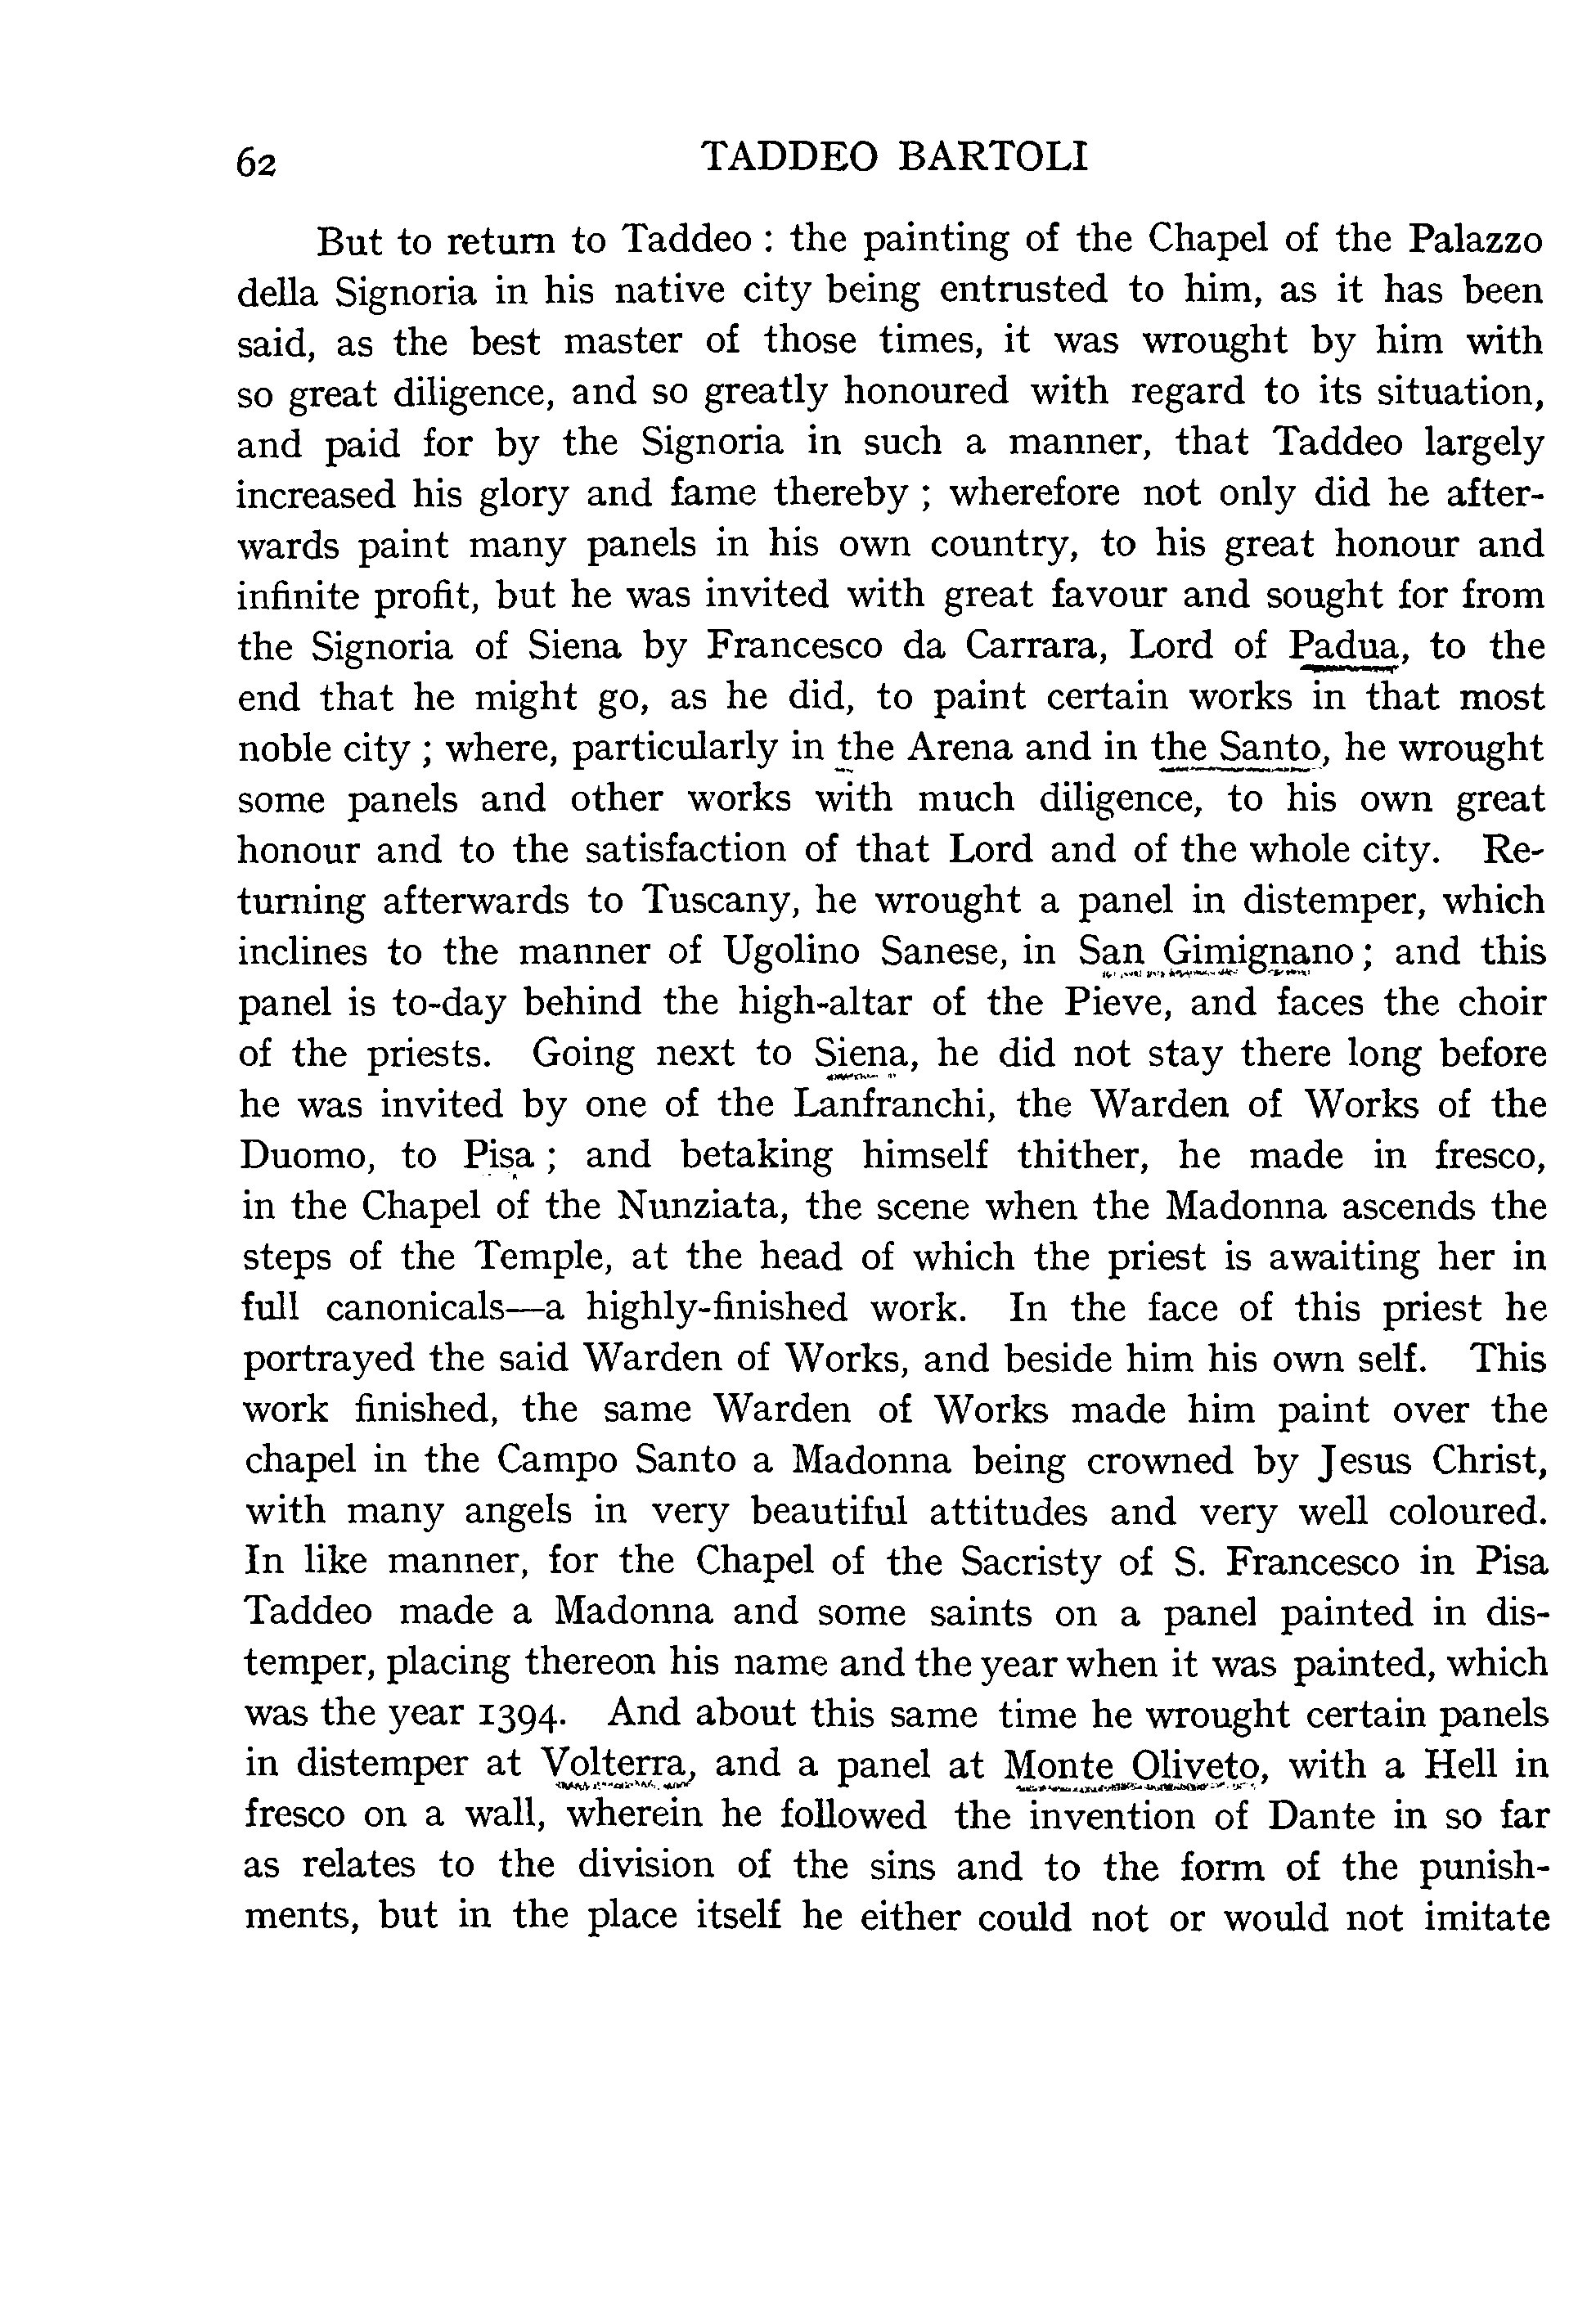 62 TADDEO BARTOLI
But to return to Taddeo : the painting of the Chapel of the Palazzo
della Signoria in his native city being entrusted to him, as it has been
said, as the best master of those times, it was wrought by him with
so great diligence, and so greatly honoured with regard to its situation,
and paid for by the Signoria in such a manner, that Taddeo largely
increased his glory and fame thereby ; wherefore not only did he after-
wards paint many panels in his own country, to his great honour and
infinite profit, but he was invited with great favour and sought for from
the Signoria of Siena by Francesco da Carrara, Lord of Padua, to the
end that he might go, as he did, to paint certain works in that most
noble city ; where, particularly in the Arena and in the Santo, he wrought
some panels and other works with much diligence, to his own great
honour and to the satisfaction of that Lord and of the whole city. Re-
turning afterwards to Tuscany, he wrought a panel in distemper, which
inclines to the manner of Ugolino Sanese, in San Gimignano ; and this
panel is to-day behind the high-altar of the Pieve, and faces the choir
of the priests. Going next to Siena, he did not stay there long before
he was invited by one of the Lanfranchi, the Warden of Works of the
Duomo, to Pisa ; and betaking himself thither, he made in fresco,
in the Chapel of the Nunziata, the scene when the Madonna ascends the
steps of the Temple, at the head of which the priest is awaiting her in
full canonicals—a highly-finished work. In the face of this priest he
portrayed the said Warden of Works, and beside him his own self. This
work finished, the same Warden of Works made him paint over the
chapel in the Campo Santo a Madonna being crowned by Jesus Christ,
with many angels in very beautiful attitudes and very well coloured.
In like manner, for the Chapel of the Sacristy of S. Francesco in Pisa
Taddeo made a Madonna and some saints on a panel painted in dis-
temper, placing thereon his name and the year when it was painted, which
was the year 1394. And about this same time he wrought certain panels
in distemper at Volterra, and a panel at Monte Oliveto, with a Hell in
fresco on a wall, wherein he followed the invention of Dante in so far
as relates to the division of the sins and to the form of the punish-
ments, but in the place itself he either could not or would not imitate